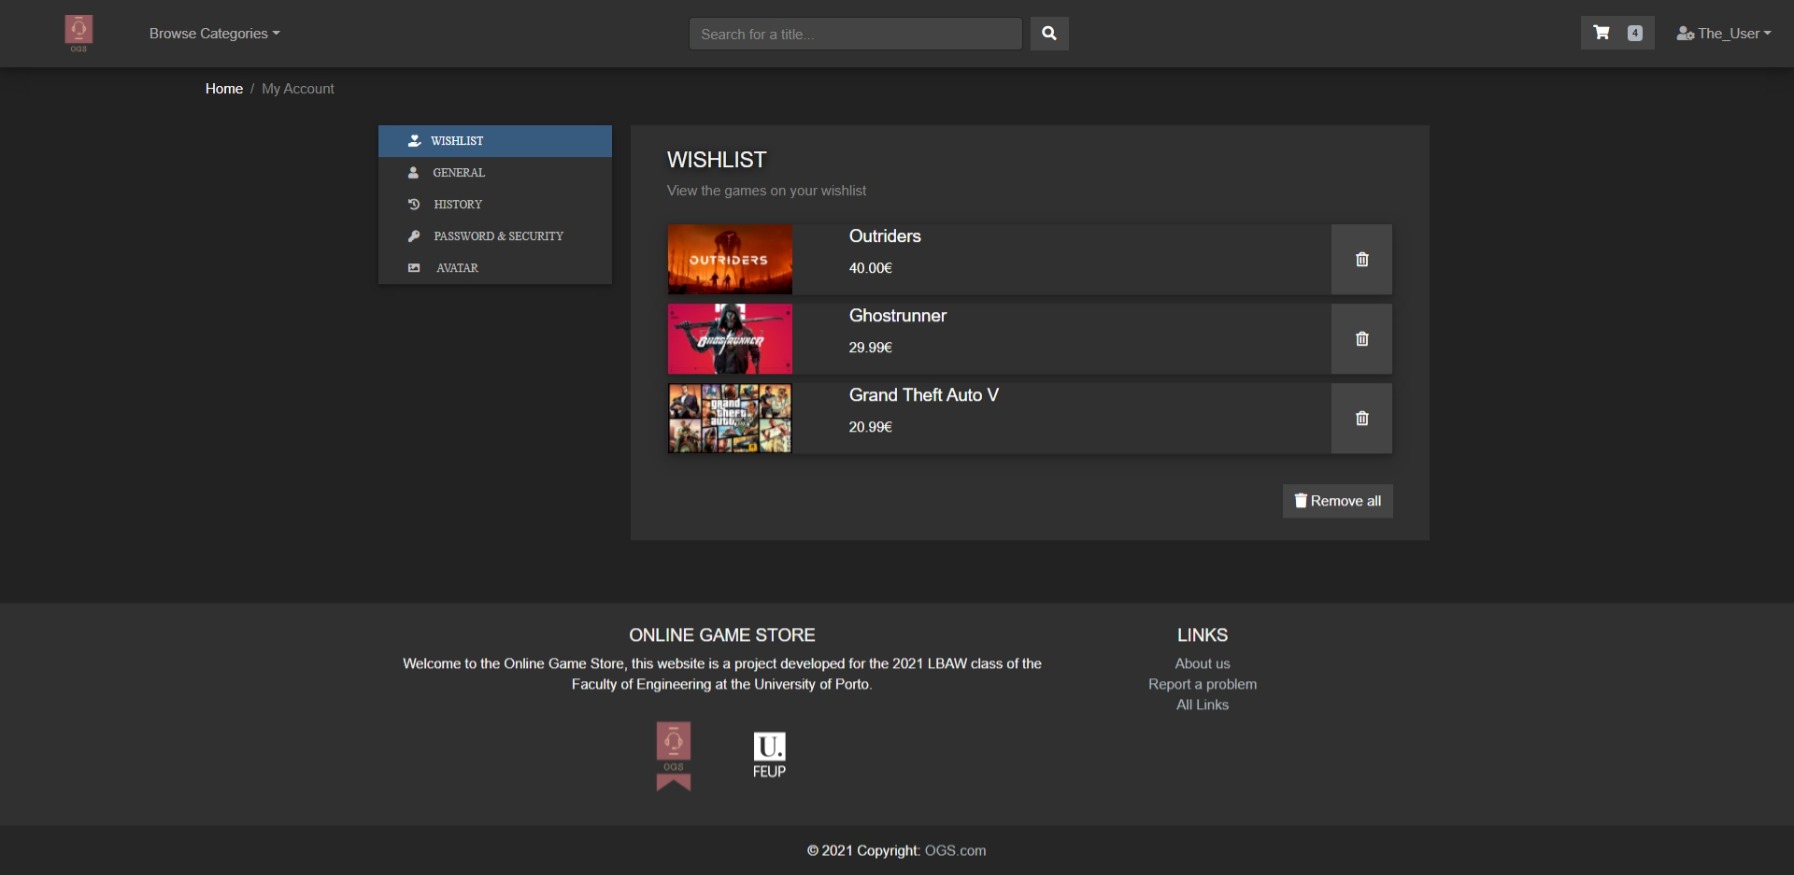 OGS
Browse Categories
Search for a title...
4
The_User
Home / My Account
WISHLIST
GENERAL
HISTORY
PASSWORD & SECURITY
AVATAR
WISHLIST
View the games on your wishlist
OUTRIDERS
Outriders
40.00€
GHOSTRUNNER
Ghostrunner
29.99€
grand
theft
auto
Grand Theft Auto V
20.99€
Remove all
ONLINE GAME STORE
Welcome to the Online Game Store, this website is a project developed for the 2021 LBAW class of the
Faculty of Engineering at the University of Porto.
OGS
U.
FEUP
LINKS
About us
Report a problem
All Links
© 2021 Copyright: OGS.com